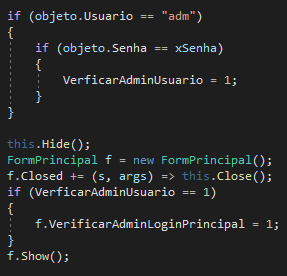 if (objeto.Usuario == "adm")
{
if (objeto.Senha == xSenha)
{
VerficarAdminUsuario = 1;
}
}
this.Hide();
FormPrincipal f = new FormPrincipal();
f.Closed += (s, args) => this.Close();
if (VerficarAdminUsuario == 1)
{
f.VerificarAdminLoginPrincipal = 1;
}
f.Show();